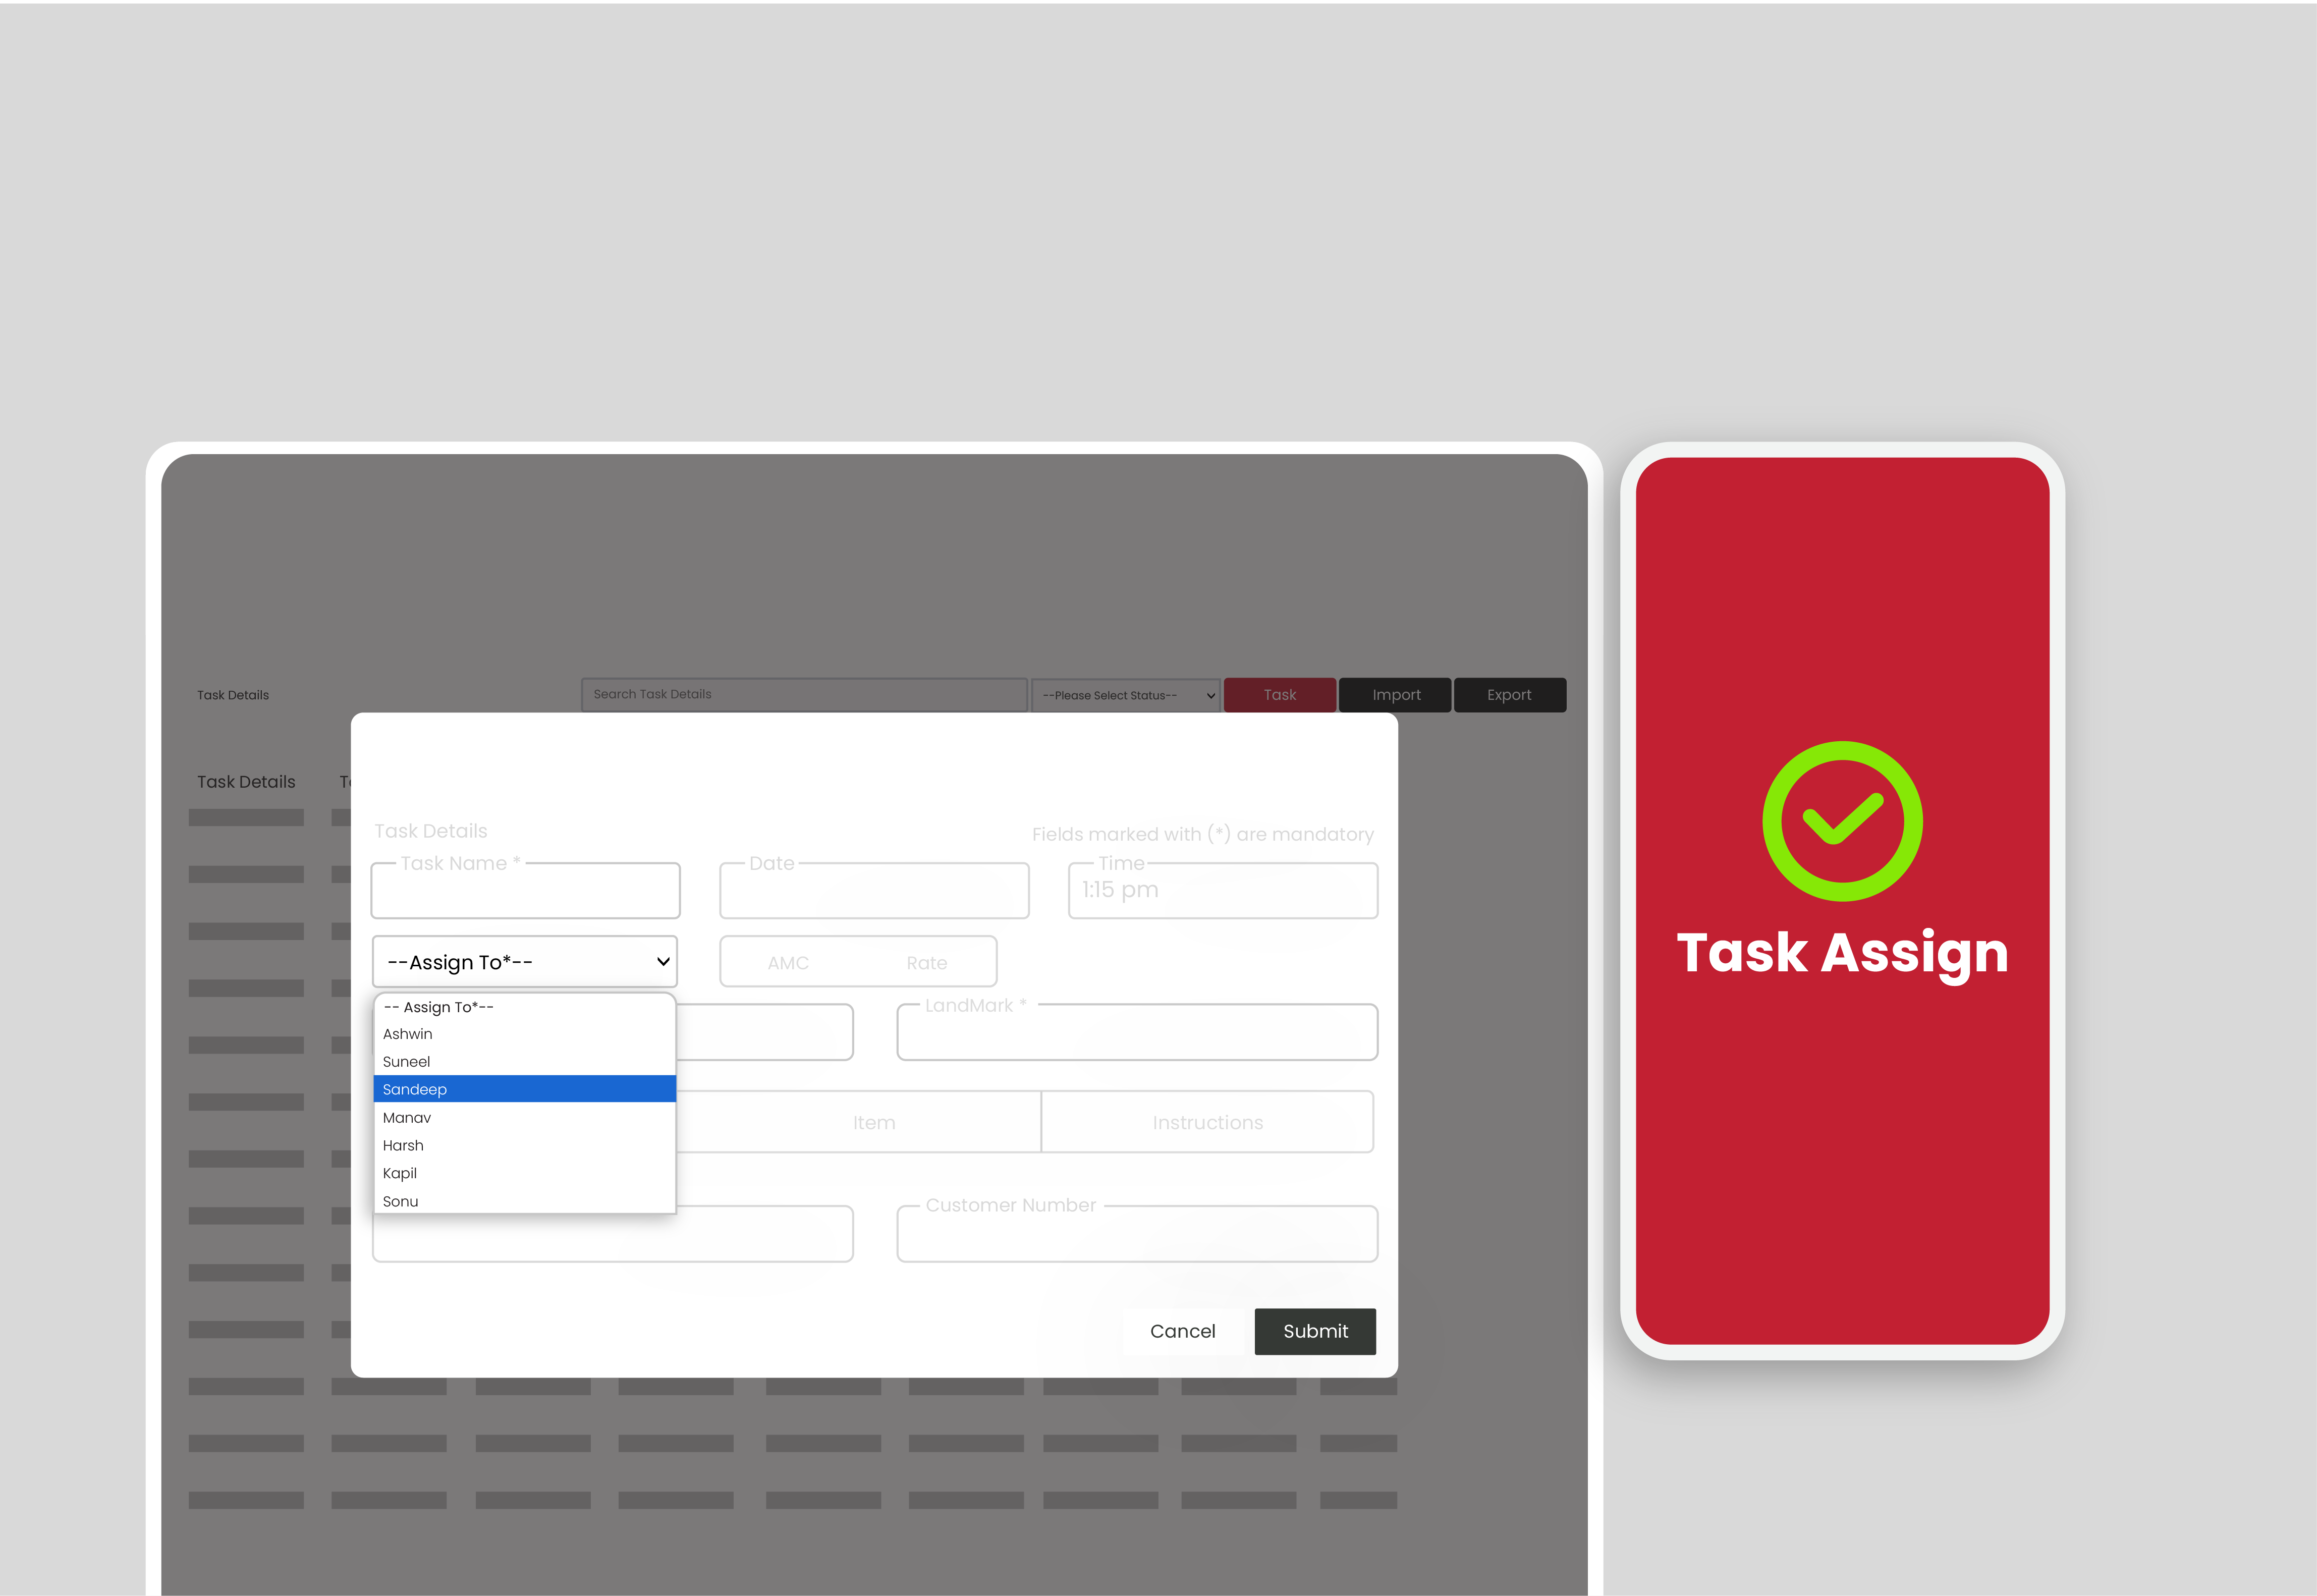 Task Details
Search Task Details
--Please Select Status--
Task
Import
Export
Task Details
Task Details
Fields marked with (*) are mandatory
Task Name *
Date
Time
1:15 pm
--Assign To*--
AMC
Rate
-- Assign To*--
Ashwin
Suneel
Sandeep
Manav
Harsh
Kapil
Sonu
LandMark *
Item
Instructions
Customer Number
Cancel
Submit
Task Assign